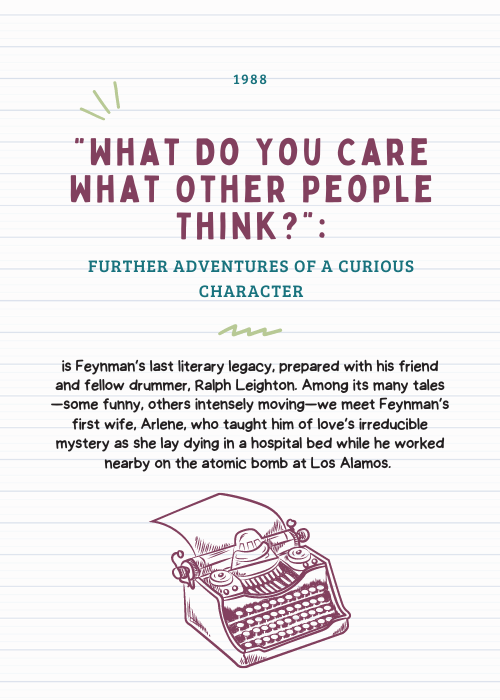 1988
"WHAT DO YOU CARE
WHAT OTHER PEOPLE
THINK?":
FURTHER ADVENTURES OF A CURIOUS
CHARACTER
is Feynman's last literary legacy, prepared with his friend
and fellow drummer, Ralph Leighton. Among its many tales
—some funny, others intensely moving—we meet Feynman's
first wife, Arlene, who taught him of love's irreducible
mystery as she lay dying in a hospital bed while he worked
nearby on the atomic bomb at Los Alamos.